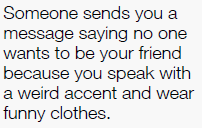 Someone sends you a
message saying no one
wants to be your friend
because you speak with
a weird accent and wear
funny clothes.